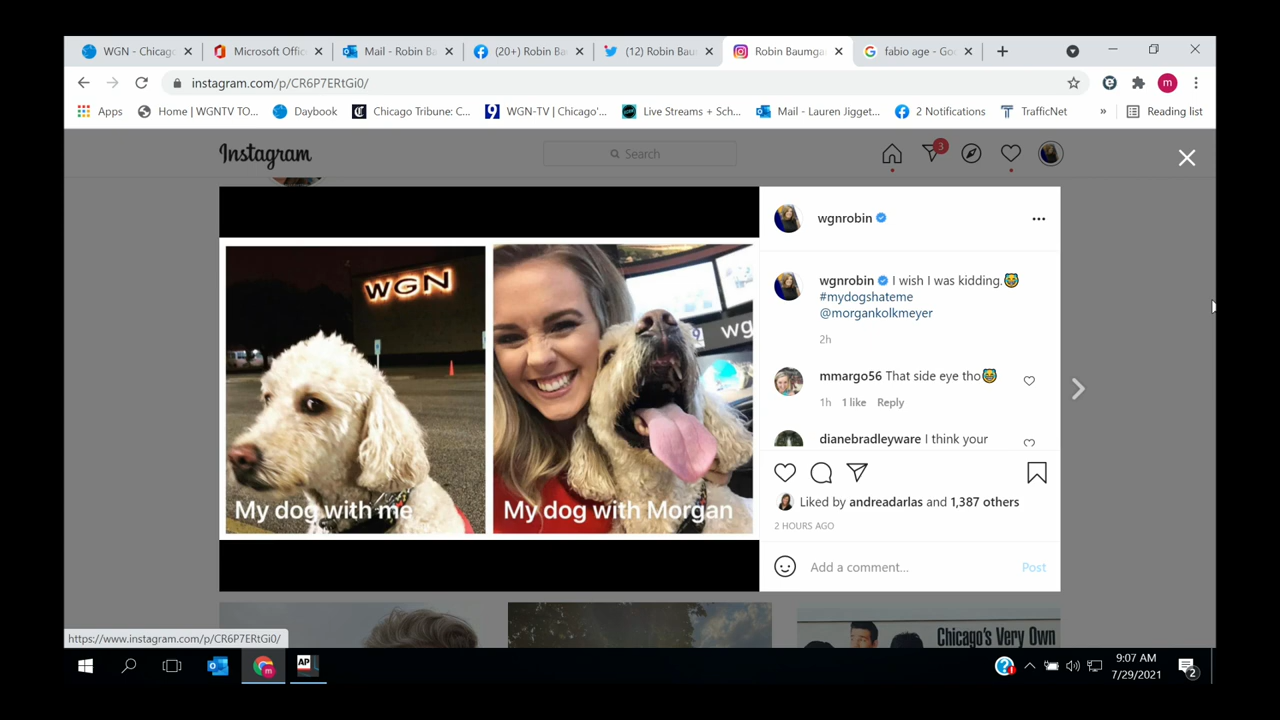 WGN - Chicag
Microsoft Offic
Mail - Robin Ba
(20+) Robin Ba
(12) Robin Bau
Robin Baumga
fabio age - Goo
instagram.com/p/CR6P7ERtGi0/
Apps
Home | WGNTV TO...
Daybook
Chicago Tribune: C...
WGN-TV | Chicago'...
Live Streams + Sch...
Mail - Lauren Jigget...
2 Notifications
TrafficNet
»
Reading list
Instagram
Search
3
WGN
wg
My dog with me
My dog with Morgan
wgnrobin
wgnrobin I wish I was kidding.😹
#mydogshateme
@morgankolkmeyer
2h
mmargo56 That side eye tho😹
1h 1 like Reply
dianebradleyware I think your
Liked by andreadarlas and 1,387 others
2 HOURS AGO
Add a comment...
Post
Chicago's Very Own
https://www.instagram.com/p/CR6P7ERtGi0/
AP
9:07 AM
7/29/2021
2